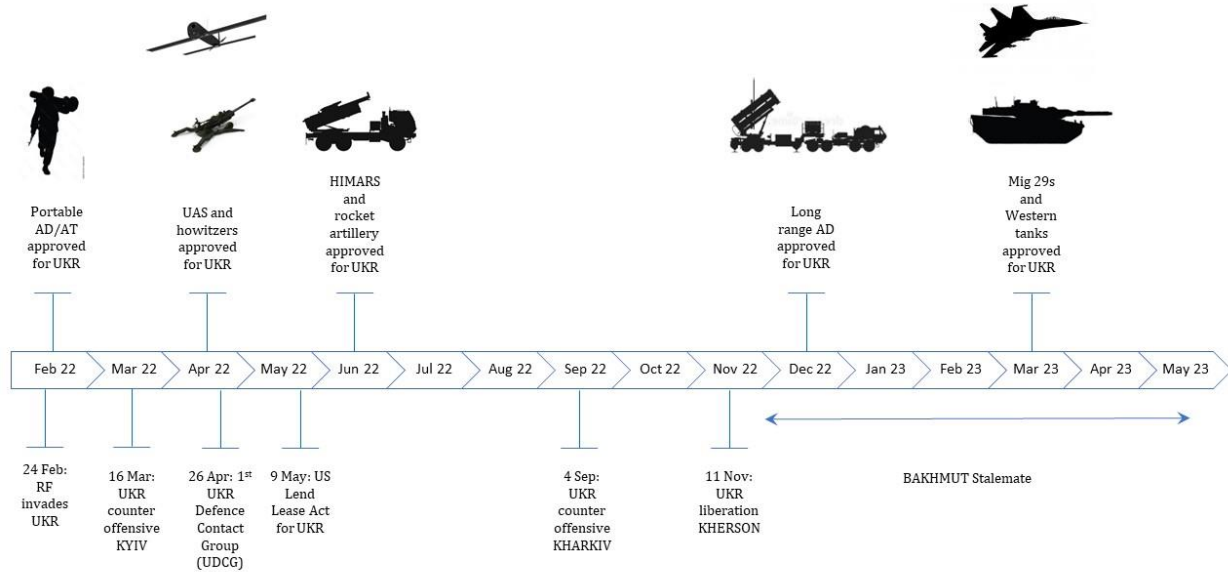 Portable
AD/AT
approved
for UKR
UAS and
howitzers
approved
for UKR
HIMARS
and
rocket
artillery
approved
for UKR
Long
range AD
approved
for UKR
Mig 29s
and
Western
tanks
approved
for UKR
Feb 22
Mar 22
Apr 22
May 22
Jun 22
Jul 22
Aug 22
Sep 22
Oct 22
Nov 22
Dec 22
Jan 23
Feb 23
Mar 23
Apr 23
May 23
24 Feb:
RF
invades
UKR
16 Mar:
UKR
counter
offensive
KYIV
26 Apr: 1st
UKR
Defence
Contact
Group
(UDCG)
9 May: US
Lend
Lease Act
for UKR
4 Sep:
UKR
counter
offensive
KHARKIV
11 Nov:
UKR
liberation
KHERSON
BAKHMUT Stalemate